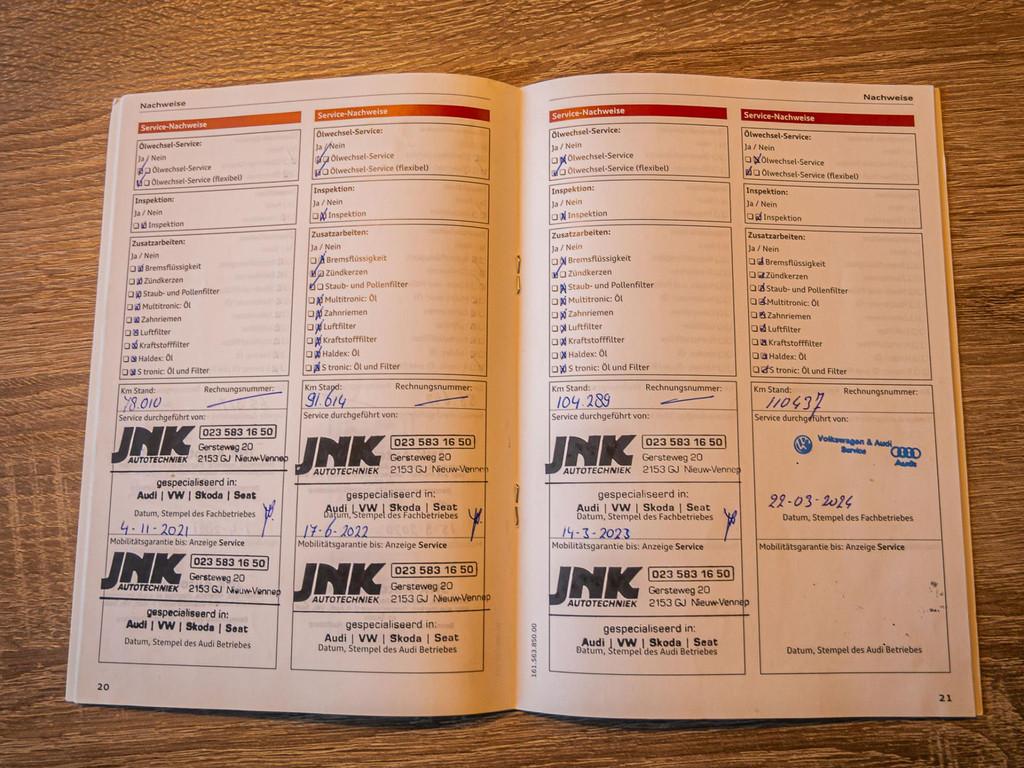 Nachweise
Service-Nachweise
Ölwechsel-Service:
Ja / Nein
Ölwechsel-Service
Ölwechsel-Service (flexibel)
Inspektion:
Ja / Nein
Inspektion
Zusatzarbeiten:
Ja / Nein
Bremsflüssigkeit
Zündkerzen
Staub- und Pollenfilter
Multitronic: Öl
Zahnriemen
Luftfilter
Kraftstofffilter
Haldex: Öl
S tronic: Öl und Filter
Km Stand: Rechnungsnummer:
78.010
Service durchgeführt von:
JNK 023 583 16 50
AUTOTECHNIEK Gersteweg 20
2153 GJ Nieuw-Vennep
gespecialiseerd in:
Audi | VW | Skoda | Seat
Datum, Stempel des Fachbetriebes
4-11-2021
Mobilitätsgarantie bis: Anzeige Service
JNK 023 583 16 50
AUTOTECHNIEK Gersteweg 20
2153 GJ Nieuw-Vennep
gespecialiseerd in:
Audi | VW | Skoda | Seat
Datum, Stempel des Audi Betriebes
20
Service-Nachweise
Ölwechsel-Service:
Ja / Nein
Ölwechsel-Service
Ölwechsel-Service (flexibel)
Inspektion:
Ja / Nein
Inspektion
Zusatzarbeiten:
Ja / Nein
Bremsflüssigkeit
Zündkerzen
Staub- und Pollenfilter
Multitronic: Öl
Zahnriemen
Luftfilter
Kraftstofffilter
Haldex: Öl
S tronic: Öl und Filter
Km Stand: Rechnungsnummer:
91.614
Service durchgeführt von:
JNK 023 583 16 50
AUTOTECHNIEK Gersteweg 20
2153 GJ Nieuw-Venn
gespecialiseerd in:
Audi | VW | Skoda | Seat
Datum, Stempel des Fachbetriebes
17-6-2022
Mobilitätsgarantie bis: Anzeige Service
JNK 023 583 16 50
AUTOTECHNIEK Gersteweg 20
2153 GJ Nieuw-Vennep
gespecialiseerd in:
Audi | VW | Skoda | Seat
Datum, Stempel des Audi Betriebes
Nachweise
Service-Nachweise
Ölwechsel-Service:
Ja / Nein
Ölwechsel-Service
Ölwechsel-Service (flexibel)
Inspektion:
Ja / Nein
Inspektion
Zusatzarbeiten:
Ja / Nein
Bremsflüssigkeit
Zündkerzen
Staub- und Pollenfilter
Multitronic: Öl
Zahnriemen
Luftfilter
Kraftstofffilter
Haldex: Öl
S tronic: Öl und Filter
Km Stand: Rechnungsnummer:
104.289
Service durchgeführt von:
JNK 023 583 16 50
AUTOTECHNIEK Gersteweg 20
2153 GJ Nieuw-Vennep
gespecialiseerd in:
Audi | VW | Skoda | Seat
Datum, Stempel des Fachbetriebes
14-3-2023
Mobilitätsgarantie bis: Anzeige Service
JNK 023 583 16 50
AUTOTECHNIEK Gersteweg 20
2153 GJ Nieuw-Vennep
gespecialiseerd in:
Audi | VW | Skoda | Seat
Datum, Stempel des Audi Betriebes
161.563.850.00
Service-Nachweise
Ölwechsel-Service:
Ja / Nein
Ölwechsel-Service
Ölwechsel-Service (flexibel)
Inspektion:
Ja / Nein
Inspektion
Zusatzarbeiten:
Ja / Nein
Bremsflüssigkeit
Zündkerzen
Staub- und Pollenfilter
Multitronic: Öl
Zahnriemen
Luftfilter
Kraftstofffilter
Haldex: Öl
S tronic: Öl und Filter
Km Stand: Rechnungsnummer:
110437
Service durchgeführt von:
Volkswagen & Audi
Service
Audi
22-03-2024
Datum, Stempel des Fachbetriebes
Mobilitätsgarantie bis: Anzeige Service
Datum, Stempel des Audi Betriebes
21